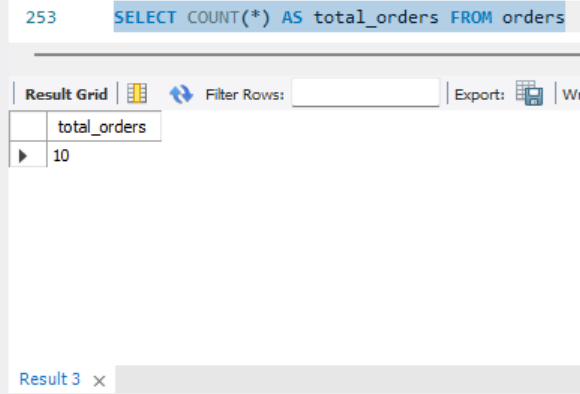 253 SELECT COUNT(*) AS total_orders FROM orders
Result Grid Filter Rows: Export:
total_orders
10
Result 3 ×